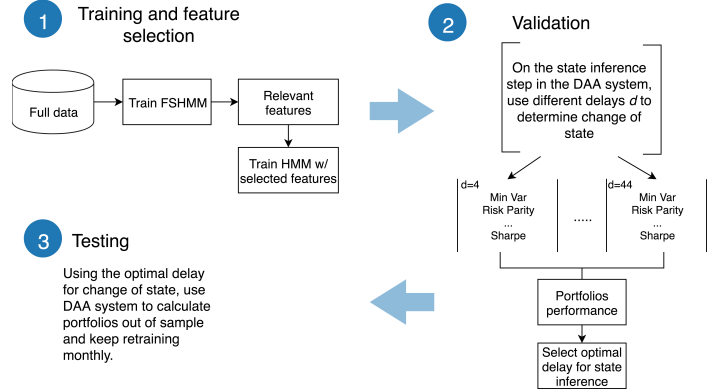 1
Training and feature
selection
Full data
Train FSHMM
Relevant
features
Train HMM w/
selected features
2
Validation
On the state inference
step in the DAA system,
use different delays d to
determine change of
state
d=4
Min Var
Risk Parity
...
Sharpe
.....
d=44
Min Var
Risk Parity
...
Sharpe
Portfolios
performance
Select optimal
delay for state
inference
3
Testing
Using the optimal delay
for change of state, use
DAA system to calculate
portfolios out of sample
and keep retraining
monthly.